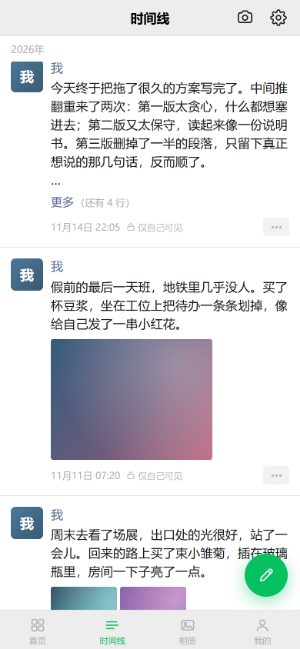 时间线
2026年
我
我
今天终于把拖了很久的方案写完了。中间推
翻重来了两次：第一版太贪心，什么都想塞
进去；第二版又太保守，读起来像一份说明
书。第三版删掉了一半的段落，只留下真正
想说的那几句话，反而顺了。
...
更多（还有 4 行）
11月14日 22:05 仅自己可见
我
我
假前的最后一天班，地铁里几乎没人。买了
杯豆浆，坐在工位上把待办一条条划掉，像
给自己发了一串小红花。
11月11日 07:20 仅自己可见
我
我
周末去看了场展，出口处的光很好，站了一
会儿。回来的路上买了束小雏菊，插在玻璃
瓶里，房间一下子亮了一点。
首页 时间线 相册 我的